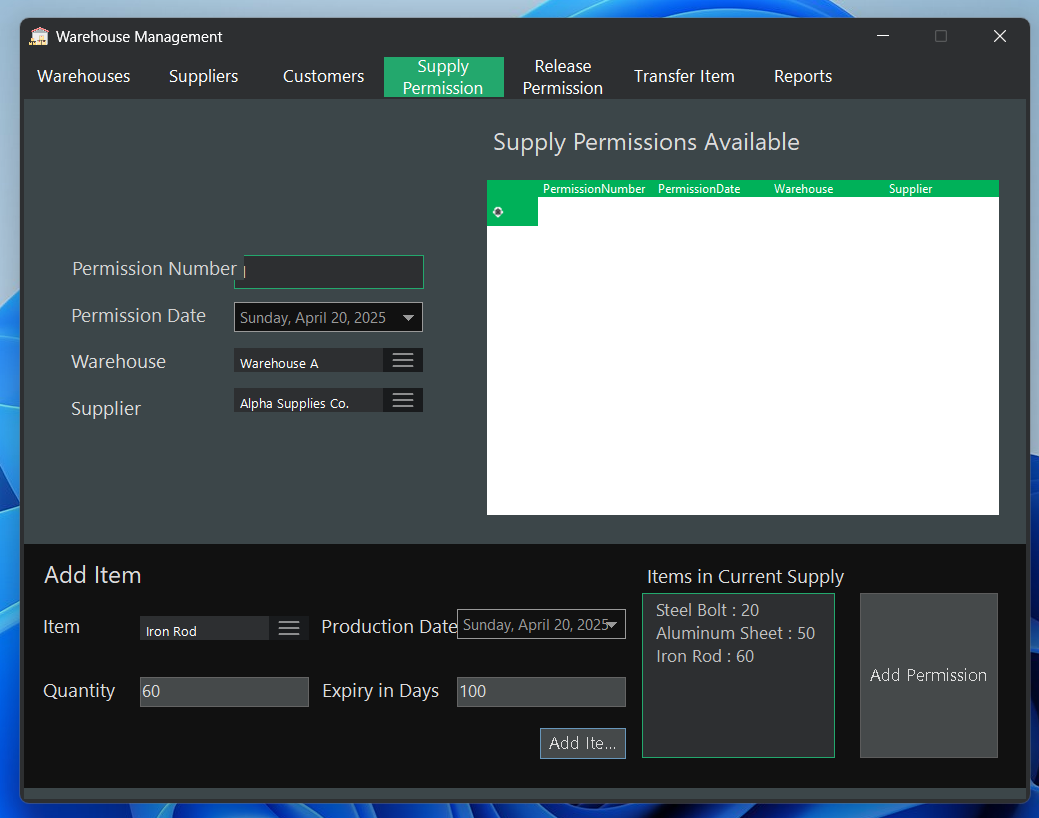 Warehouse Management
Warehouses
Suppliers
Customers
Supply
Permission
Release
Permission
Transfer Item
Reports
Supply Permissions Available
PermissionNumber PermissionDate Warehouse Supplier
Permission Number
Permission Date
Sunday, April 20, 2025
Warehouse
Warehouse A
Supplier
Alpha Supplies Co.
Add Item
Item
Iron Rod
Production Date
Sunday, April 20, 2025
Quantity
60
Expiry in Days
100
Add Ite...
Items in Current Supply
Steel Bolt : 20
Aluminum Sheet : 50
Iron Rod : 60
Add Permission